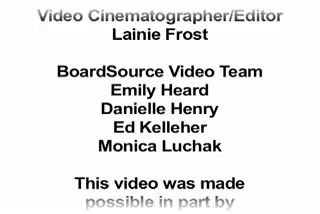 Video Cinematographer/Editor
Lainie Frost
BoardSource Video Team
Emily Heard
Danielle Henry
Ed Kelleher
Monica Luchak
This video was made
possible in part by